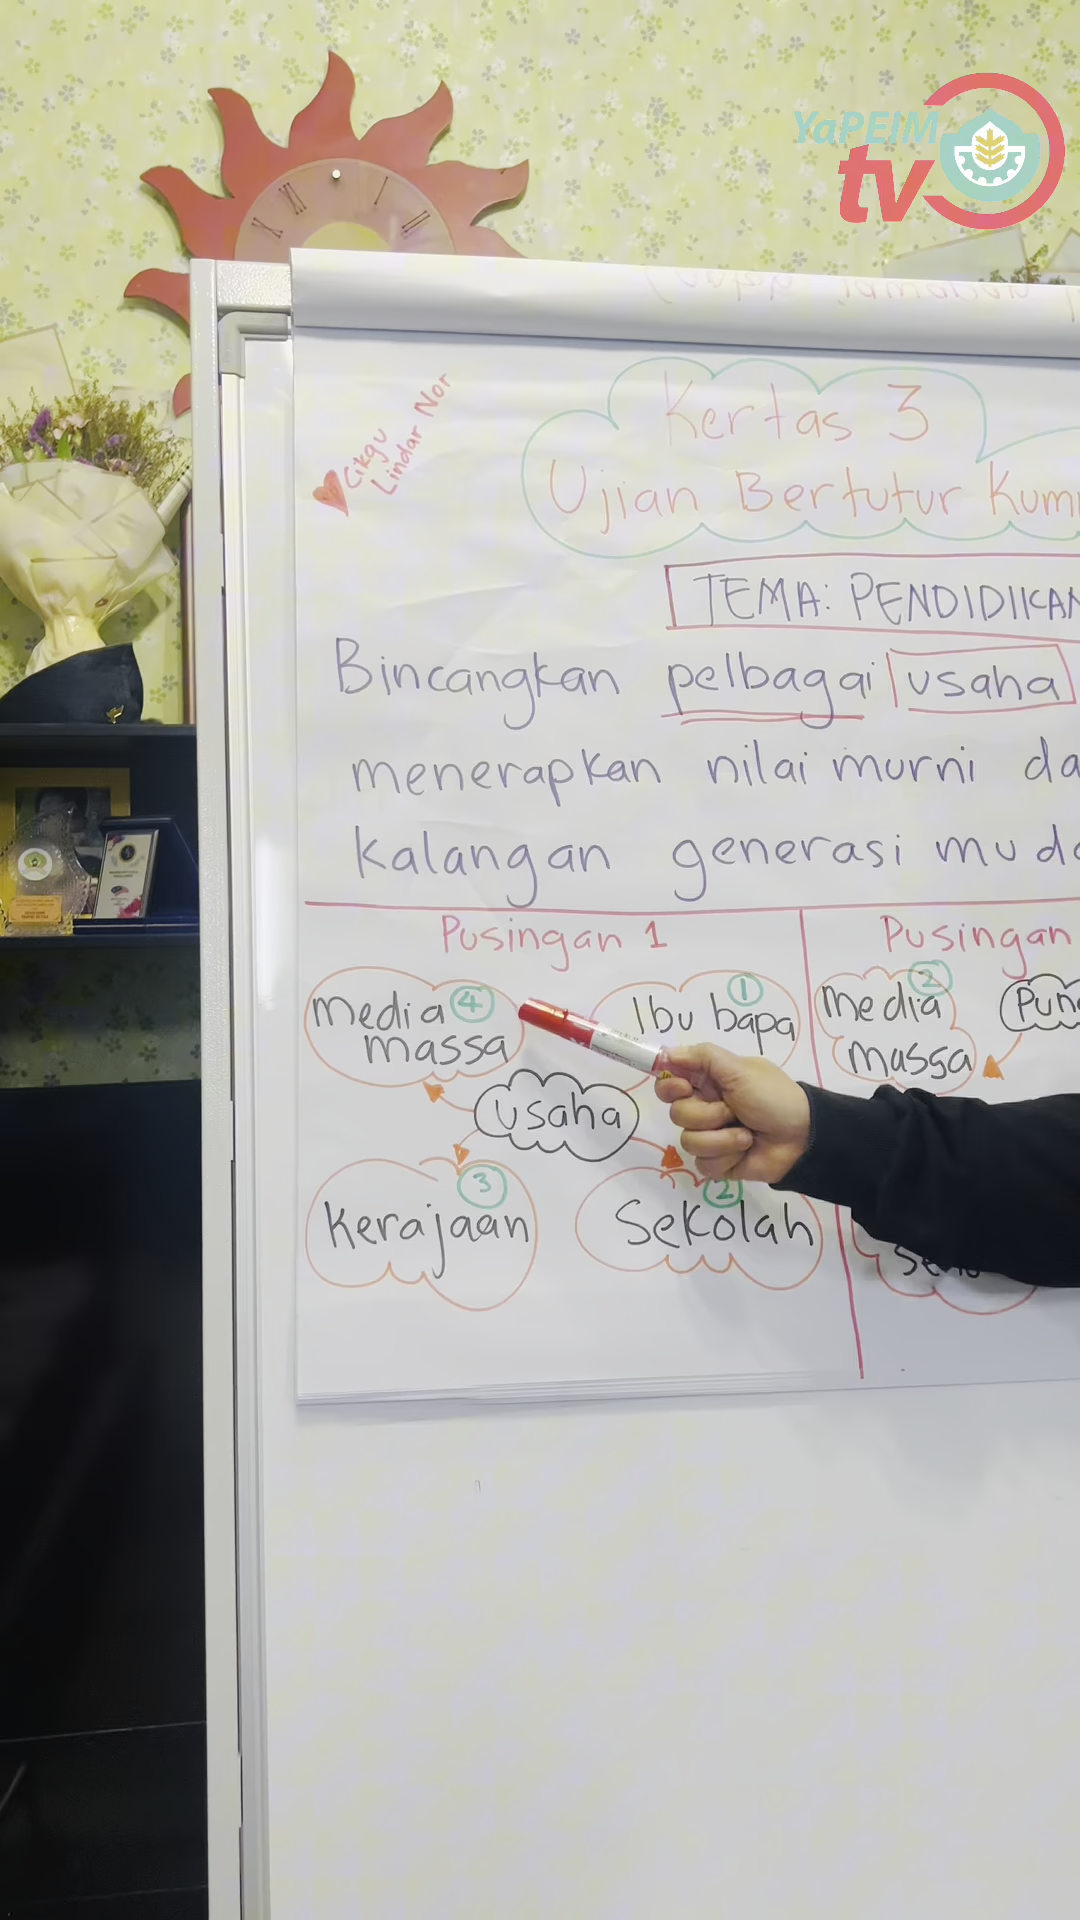 YaPEIM
tv
Cikgu
Lindar Nor
Kertas 3
Ujian Bertutur
TEMA: PENDIDIKAN
Bincangkan pelbagai usaha
menerapkan nilai murni
kalangan generasi
Pusingan 1
Media 4
massa
1
Ibu bapa
usaha
3
Kerajaan
2
Sekolah
Pusingan
2
Media
massa